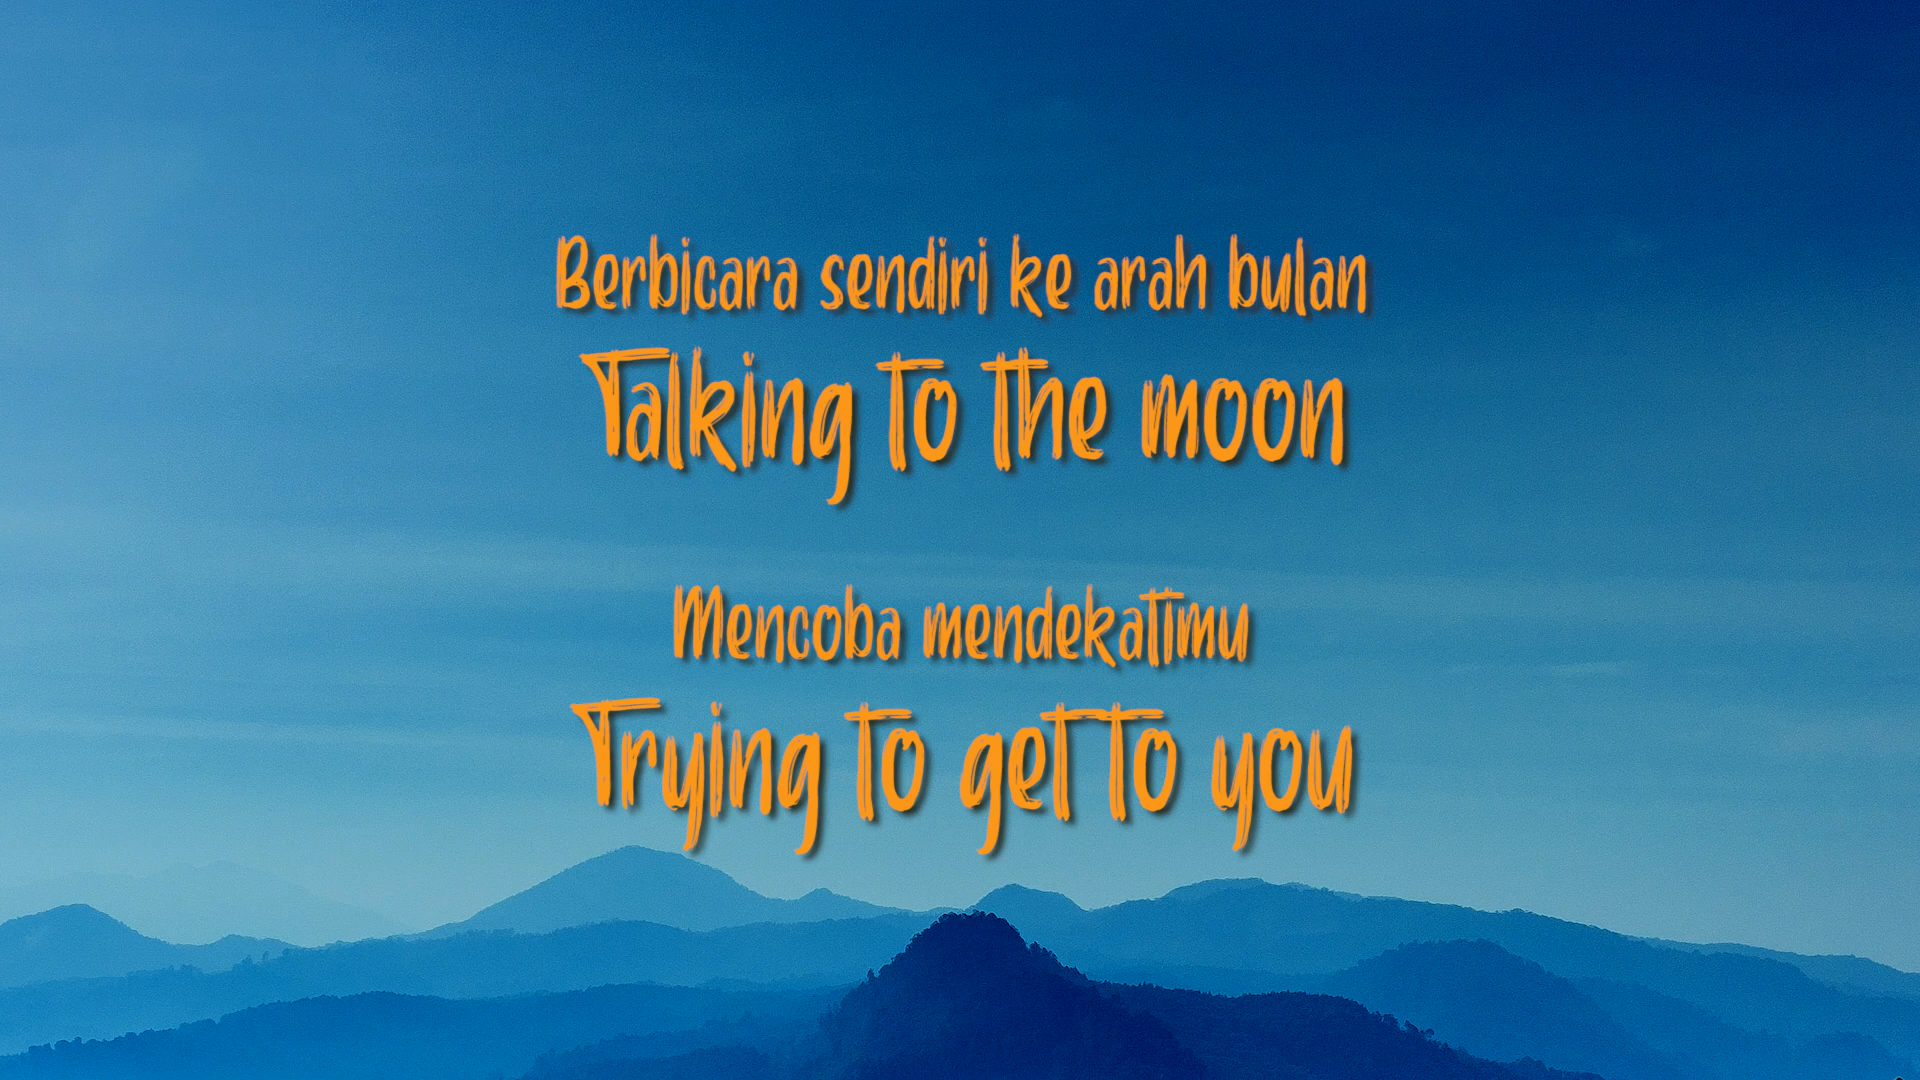 Berbicara sendiri ke arah bulan
Talking to the moon
Mencoba mendekatimu
Trying to get to you